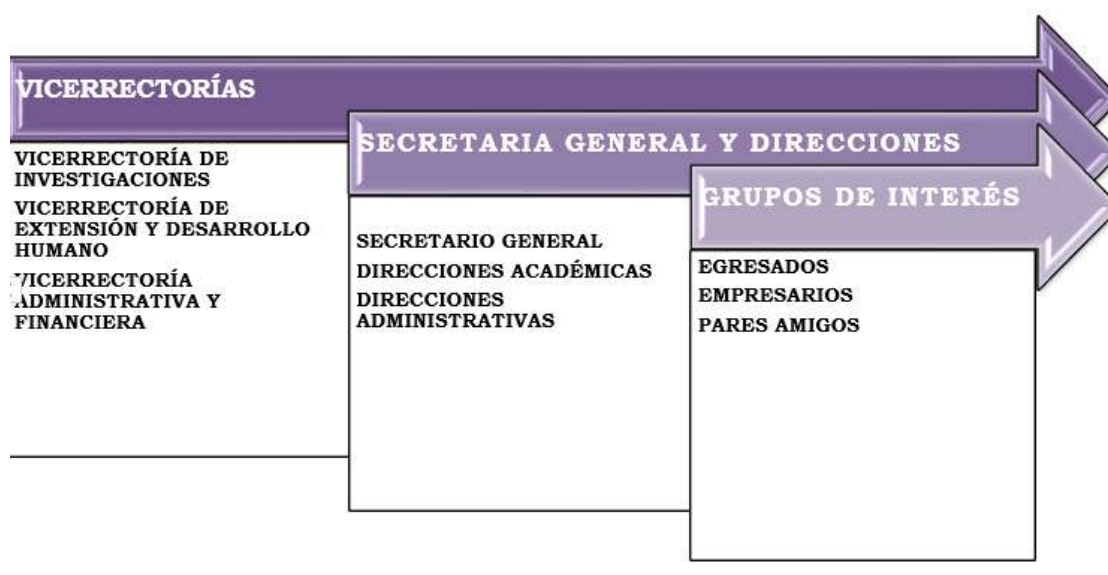 VICERRECTORÍAS
VICERRECTORÍA DE
INVESTIGACIONES
VICERRECTORÍA DE
EXTENSIÓN Y DESARROLLO
HUMANO
VICERRECTORÍA
ADMINISTRATIVA Y
FINANCIERA
SECRETARIA GENERAL Y DIRECCIONES
SECRETARIO GENERAL
DIRECCIONES ACADÉMICAS
DIRECCIONES
ADMINISTRATIVAS
GRUPOS DE INTERÉS
EGRESADOS
EMPRESARIOS
PARES AMIGOS